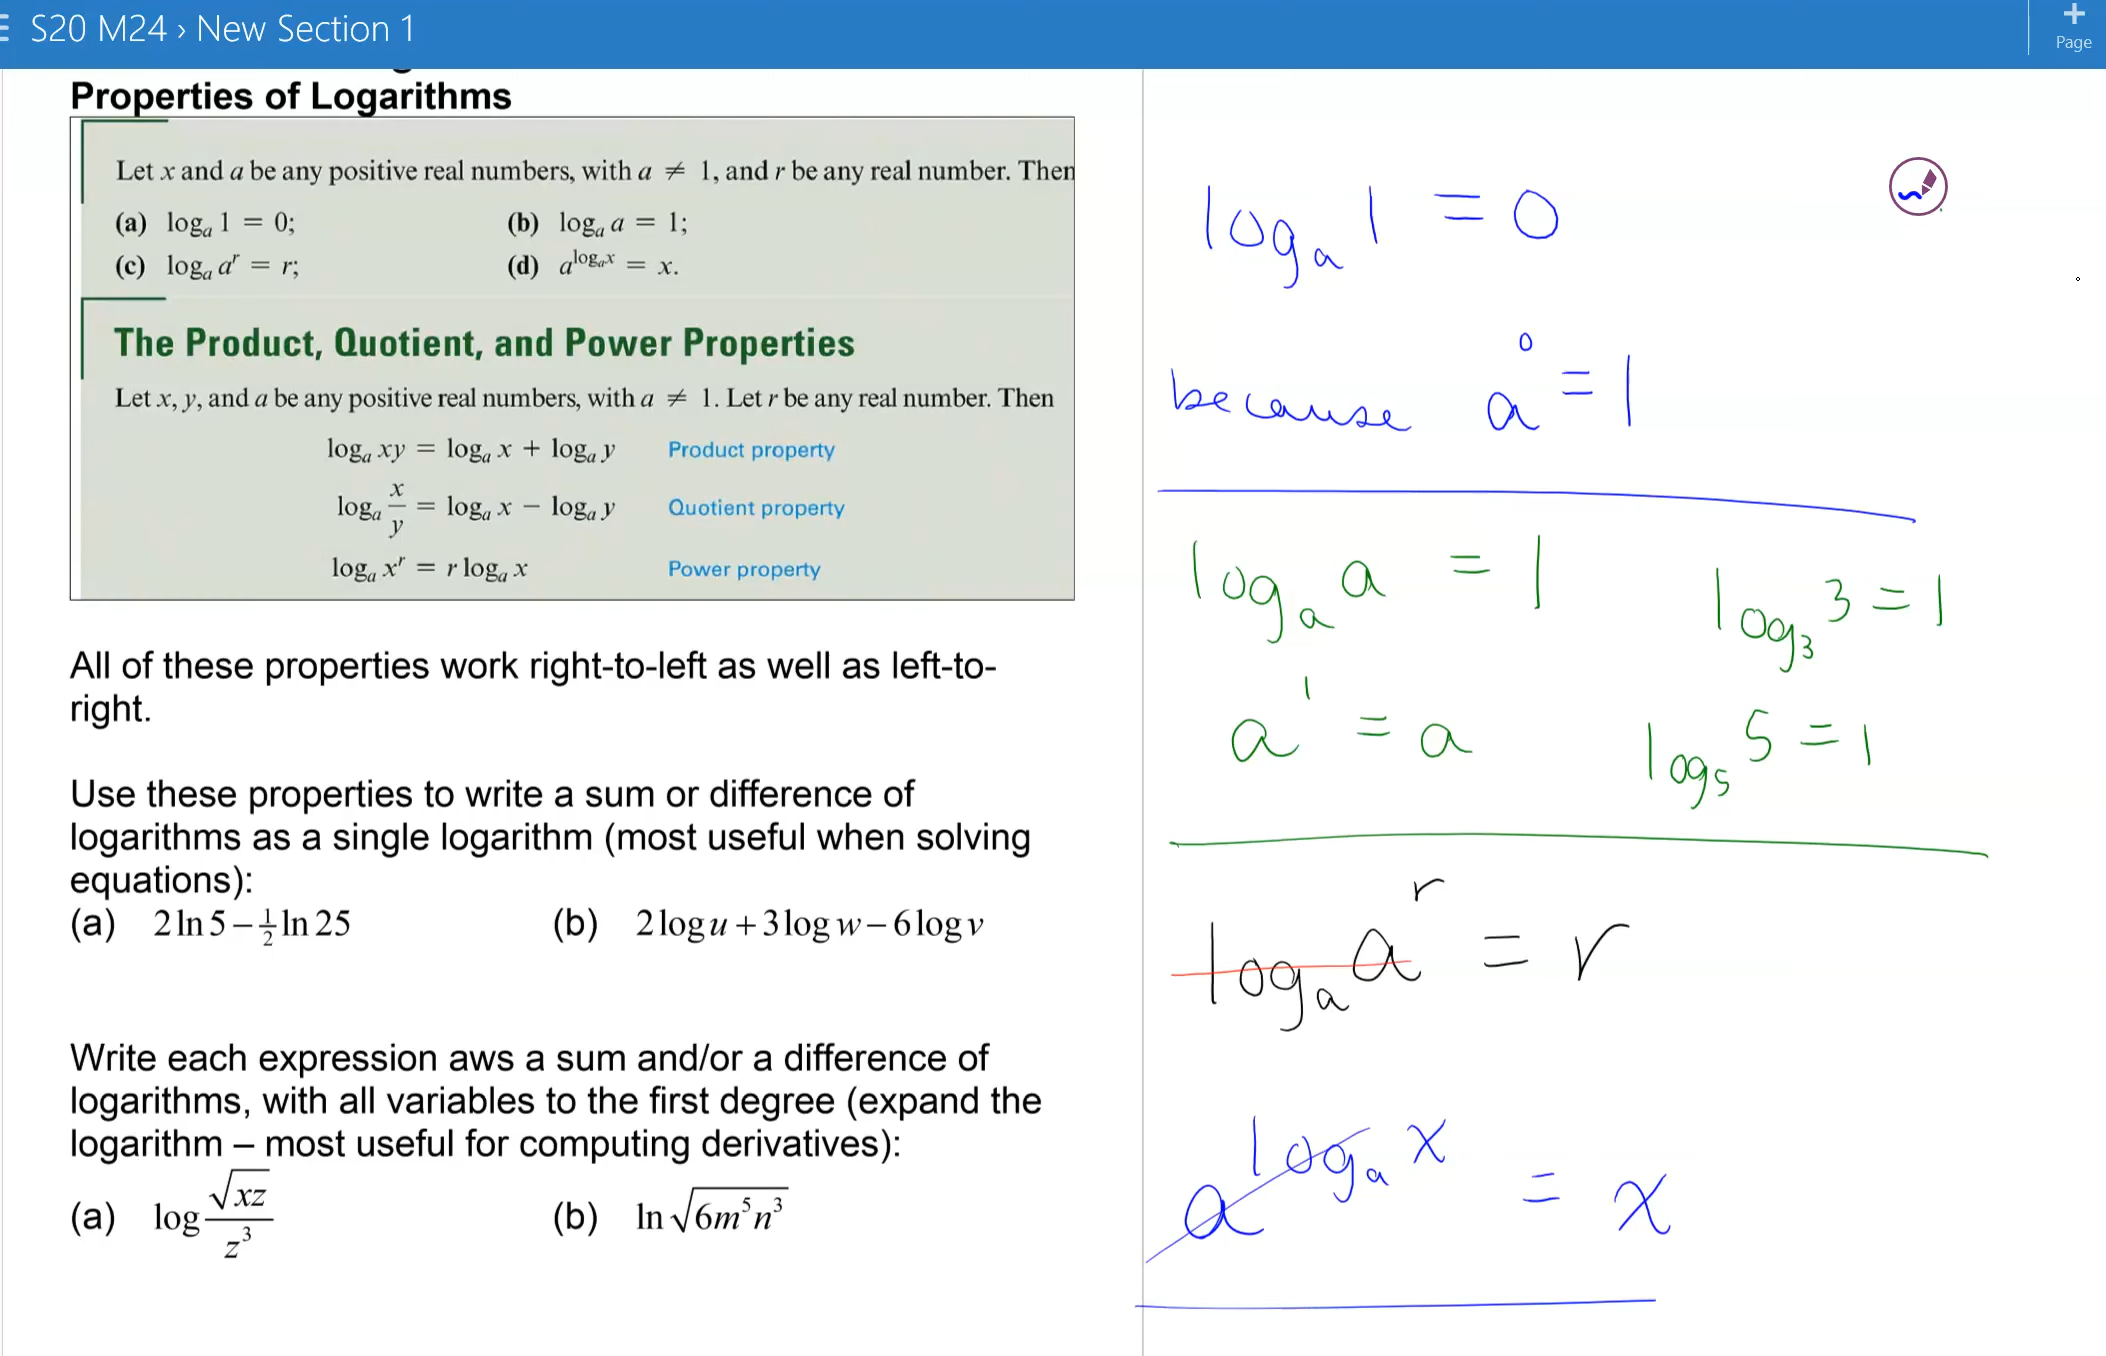 S20 M24 › New Section 1
+
Page
Properties of Logarithms
Let x and a be any positive real numbers, with a ≠ 1, and r be any real number. Then
(a) logₐ 1 = 0; (b) logₐ a = 1;
(c) logₐ aʳ = r; (d) a^(logₐ x) = x.
The Product, Quotient, and Power Properties
Let x, y, and a be any positive real numbers, with a ≠ 1. Let r be any real number. Then
logₐ xy = logₐ x + logₐ y Product property
logₐ x/y = logₐ x − logₐ y Quotient property
logₐ xʳ = r logₐ x Power property
All of these properties work right-to-left as well as left-to-
right.
Use these properties to write a sum or difference of
logarithms as a single logarithm (most useful when solving
equations):
(a) 2 ln 5 − ½ ln 25 (b) 2 log u + 3 log w − 6 log v
Write each expression aws a sum and/or a difference of
logarithms, with all variables to the first degree (expand the
logarithm – most useful for computing derivatives):
(a) log √xz / z³ (b) ln √6m⁵n³
logₐ 1 = 0
because a⁰ = 1
logₐ a = 1 log₃ 3 = 1
a¹ = a log₅ 5 = 1
logₐ aʳ = r
a^(logₐ x) = x